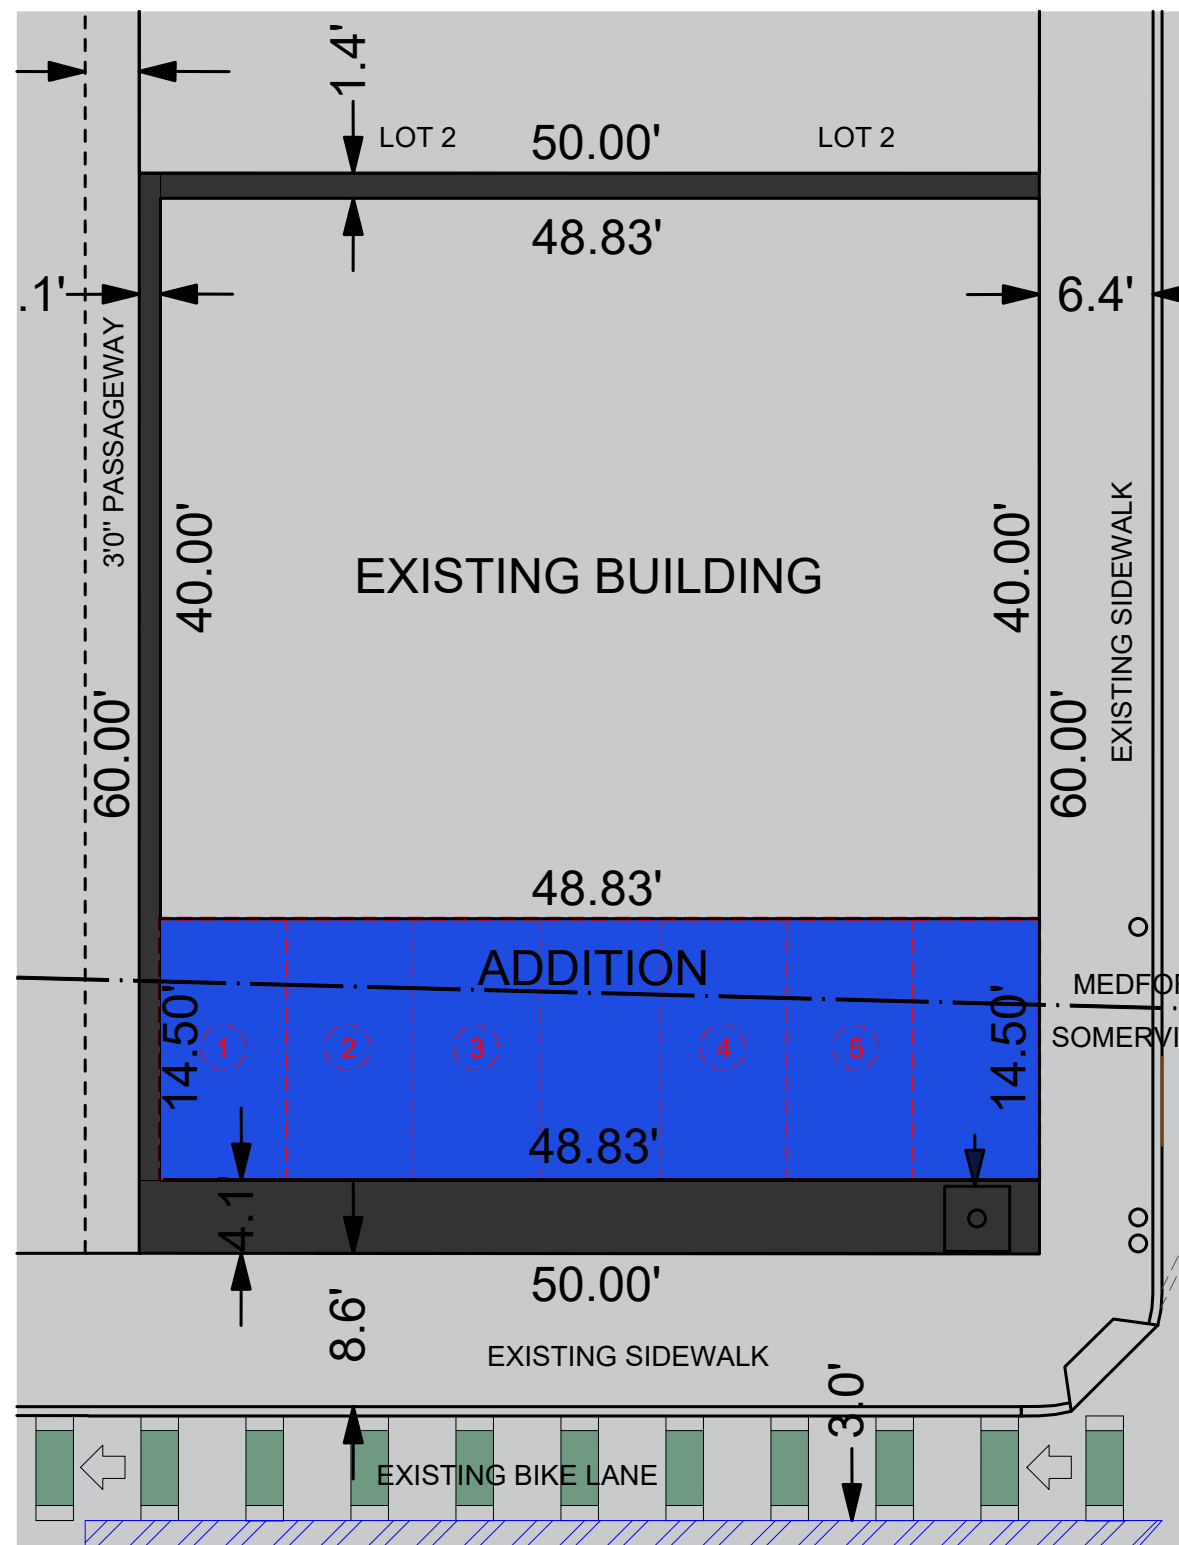 1.4'
LOT 2
50.00'
LOT 2
48.83'
.1'
6.4'
3'0" PASSAGEWAY
40.00'
EXISTING BUILDING
40.00'
EXISTING SIDEWALK
60.00'
60.00'
48.83'
ADDITION
MEDFOR
SOMERVI
14.50'
1
2
3
4
5
14.50'
48.83'
4.1'
50.00'
8.6'
EXISTING SIDEWALK
3.0'
EXISTING BIKE LANE